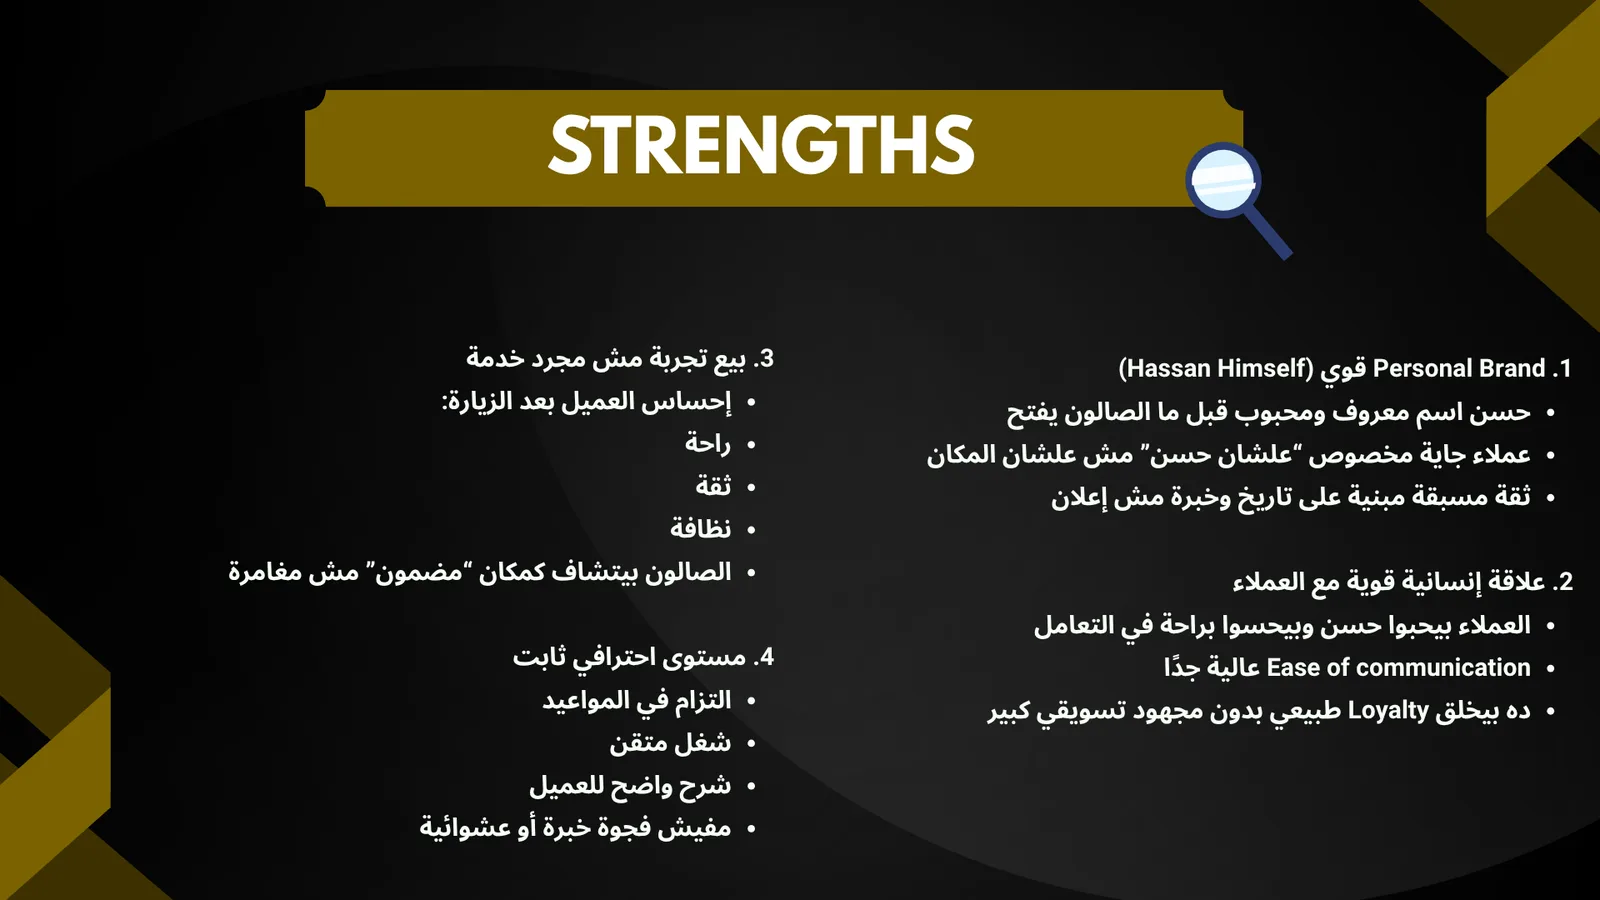 STRENGTHS
1. Personal Brand قوي (Hassan Himself)
• حسن اسم معروف ومحبوب قبل ما الصالون يفتح
• عملاء جاية مخصوص “علشان حسن” مش علشان المكان
• ثقة مسبقة مبنية على تاريخ وخبرة مش إعلان
2. علاقة إنسانية قوية مع العملاء
• العملاء بيحبوا حسن وبيحسوا براحة في التعامل
• Ease of communication عالية جدًا
• ده بيخلق Loyalty طبيعي بدون مجهود تسويقي كبير
3. بيع تجربة مش مجرد خدمة
• إحساس العميل بعد الزيارة:
• راحة
• ثقة
• نظافة
• الصالون بيتشاف كمكان “مضمون” مش مغامرة
4. مستوى احترافي ثابت
• التزام في المواعيد
• شغل متقن
• شرح واضح للعميل
• مفيش فجوة خبرة أو عشوائية